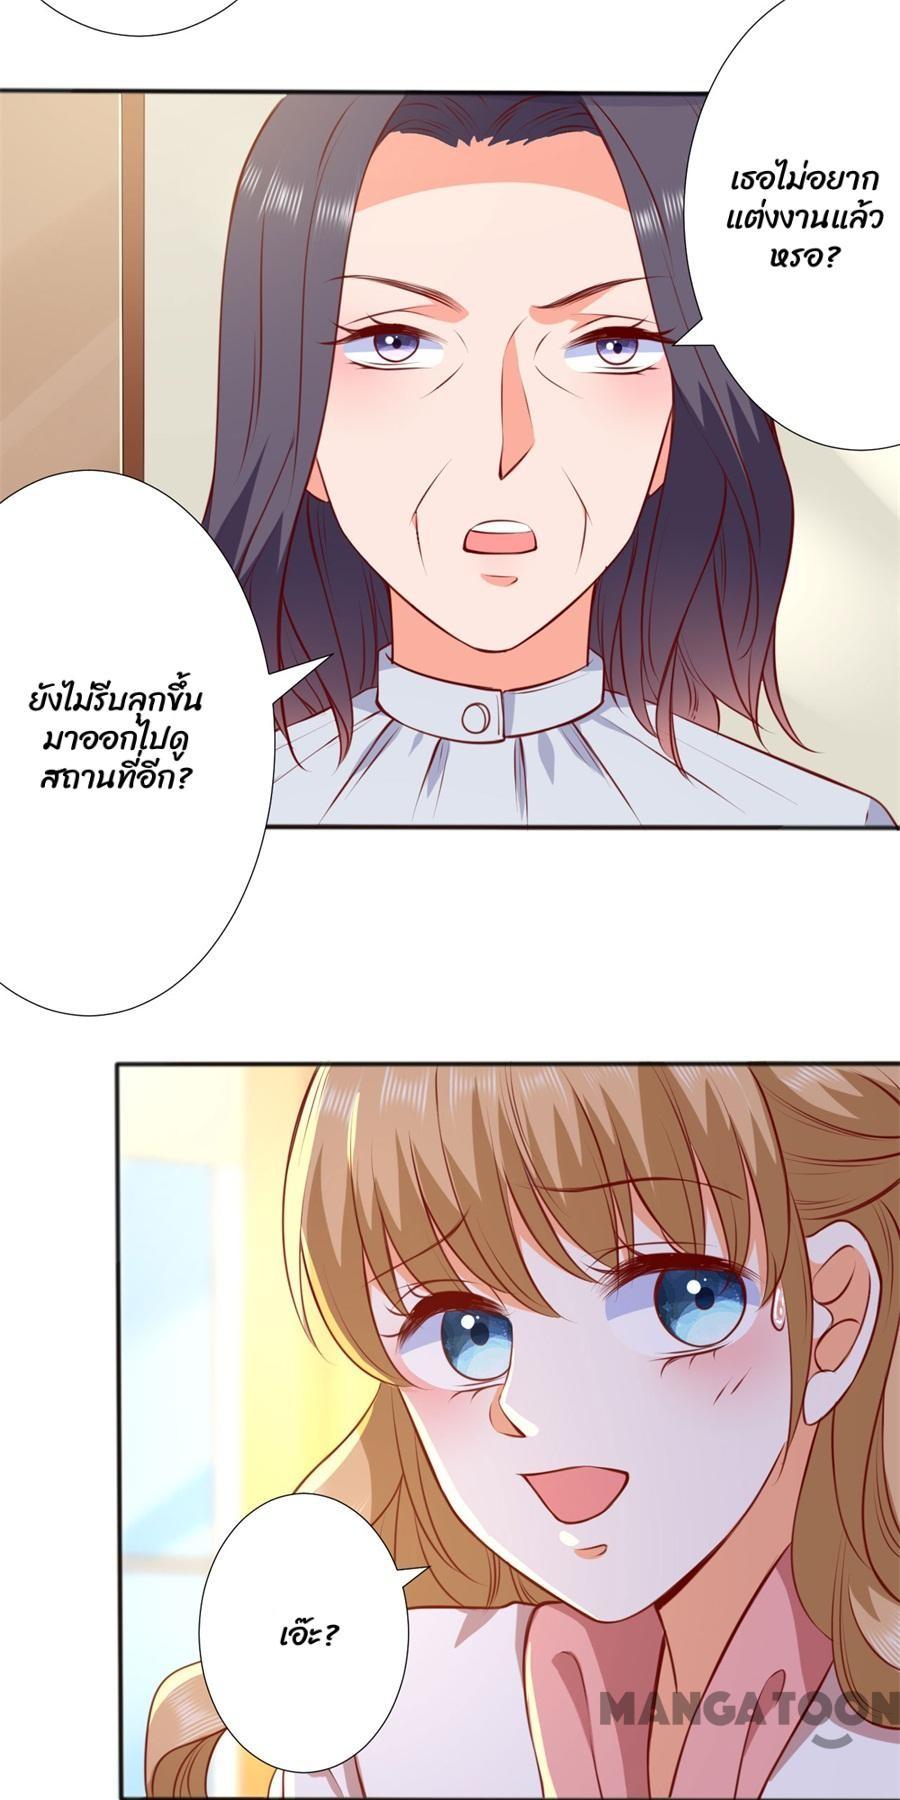 เธอไม่อยาก
แต่งงานแล้ว
หรอ?
ยังไม่รีบลุกขึ้น
มาออกไปดู
สถานที่อีก?
เอ๊ะ?
MANGATOON